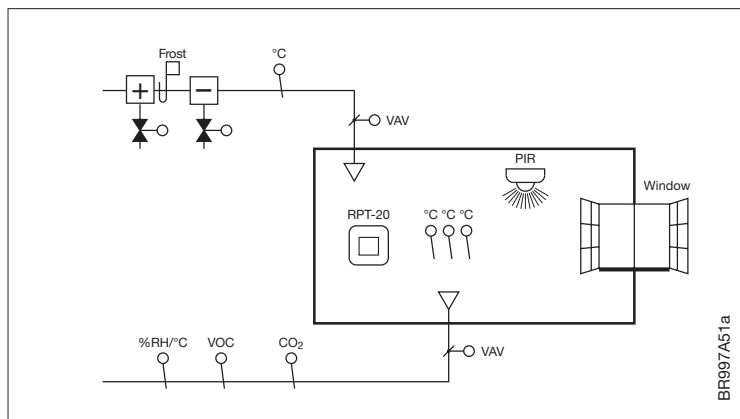 Frost
°C
+
−
VAV
PIR
Window
RPT-20
°C °C °C
%RH/°C VOC CO₂
VAV
BR997A51a